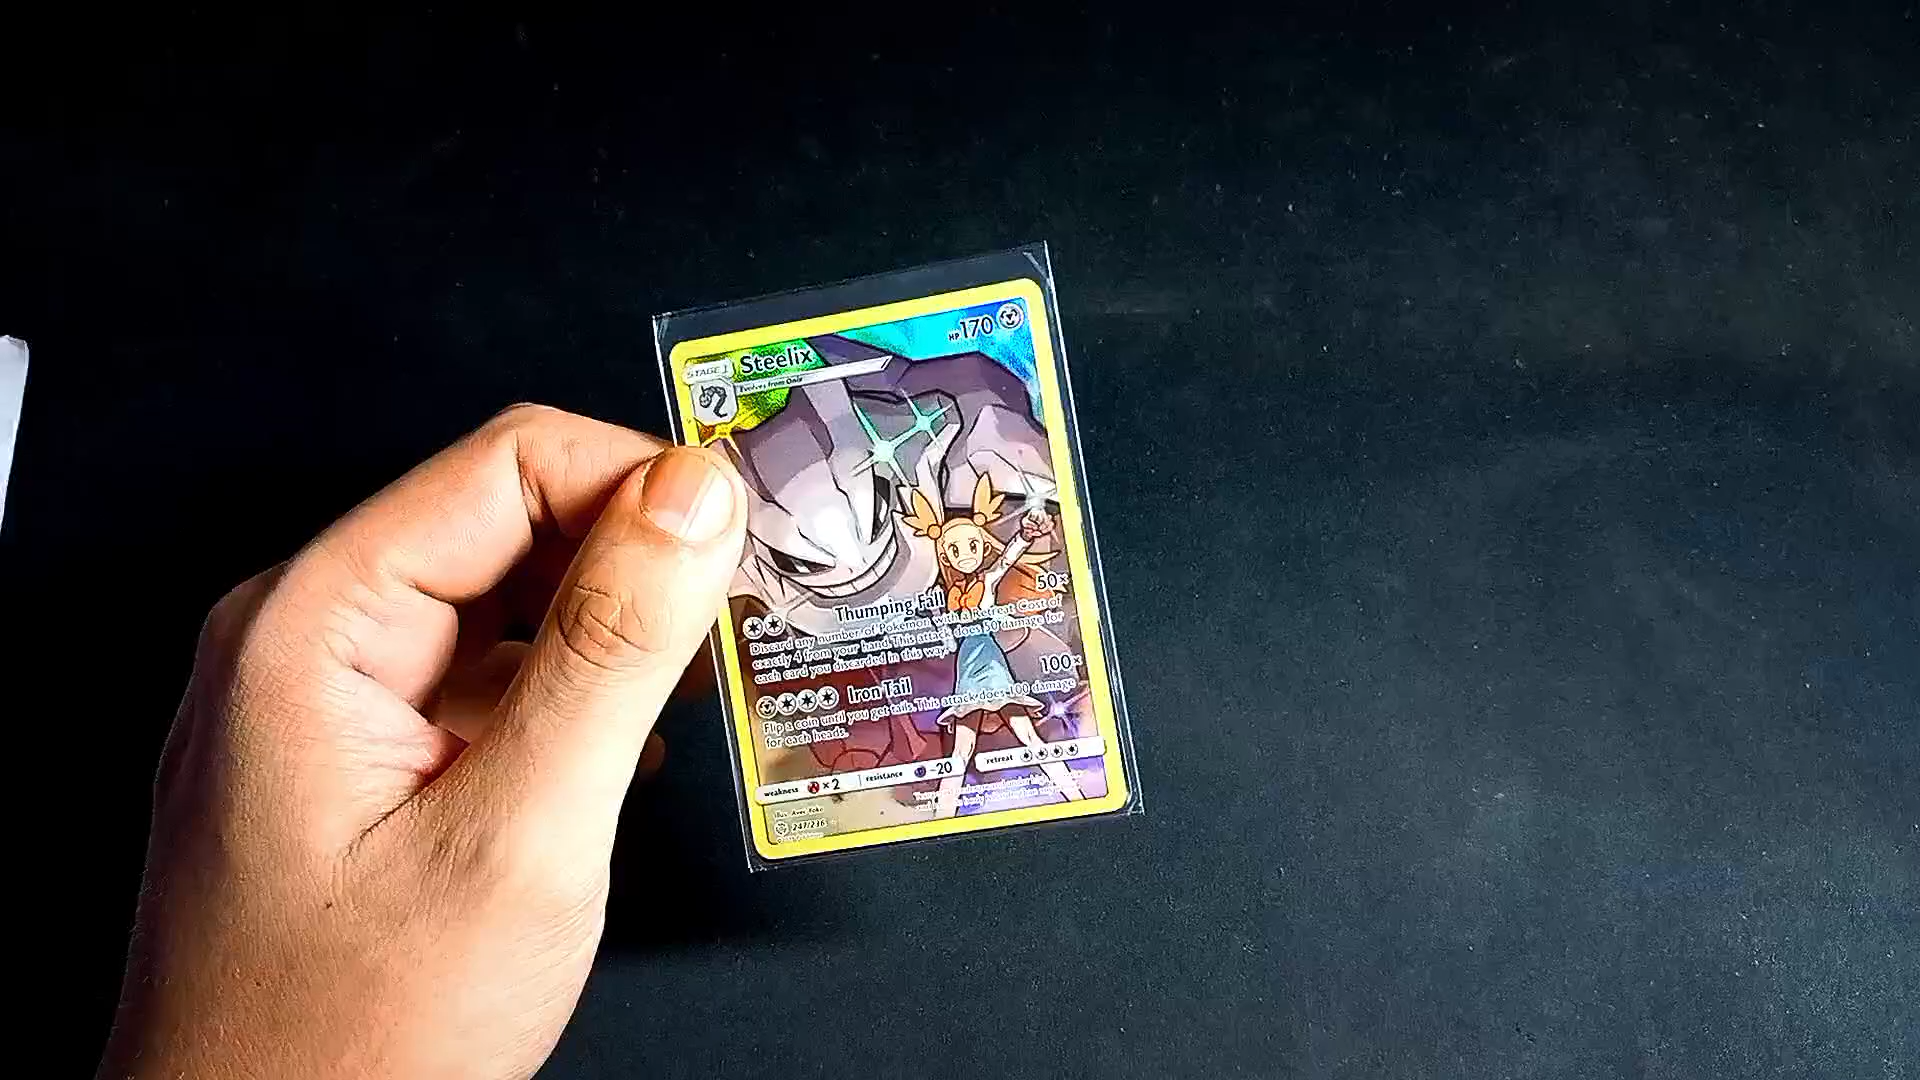 STAGE 1 Steelix HP 170
Evolves from Onix
Thumping Fall 50×
Discard any number of Pokémon with a Retreat Cost of
exactly 4 from your hand. This attack does 50 damage for
each card you discarded in this way.
Iron Tail 100×
Flip a coin until you get tails. This attack does 100 damage
for each heads.
weakness ×2 resistance -20 retreat
247/236